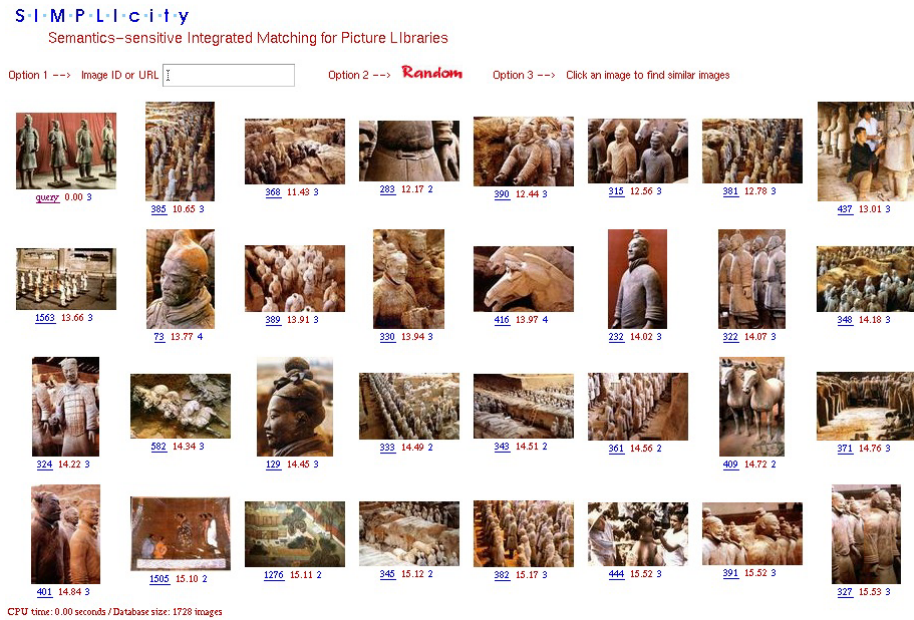 S·I·M·P·L·I·c·i·t·y
Semantics-sensitive Integrated Matching for Picture LIbraries
Option 1 --> Image ID or URL
Option 2 --> Random
Option 3 --> Click an image to find similar images
query 0.00 3
385 10.65 3
368 11.43 3
283 12.17 2
390 12.44 3
315 12.56 3
381 12.78 3
437 13.01 3
1563 13.66 3
73 13.77 4
389 13.91 3
330 13.94 3
416 13.97 4
232 14.02 3
322 14.07 3
348 14.18 3
324 14.22 3
582 14.34 3
129 14.45 3
333 14.49 2
343 14.51 2
361 14.56 2
409 14.72 2
371 14.76 3
401 14.84 3
1505 15.10 2
1276 15.11 2
345 15.12 2
382 15.17 3
444 15.52 3
391 15.52 3
327 15.53 3
CPU time: 0.00 seconds / Database size: 1728 images